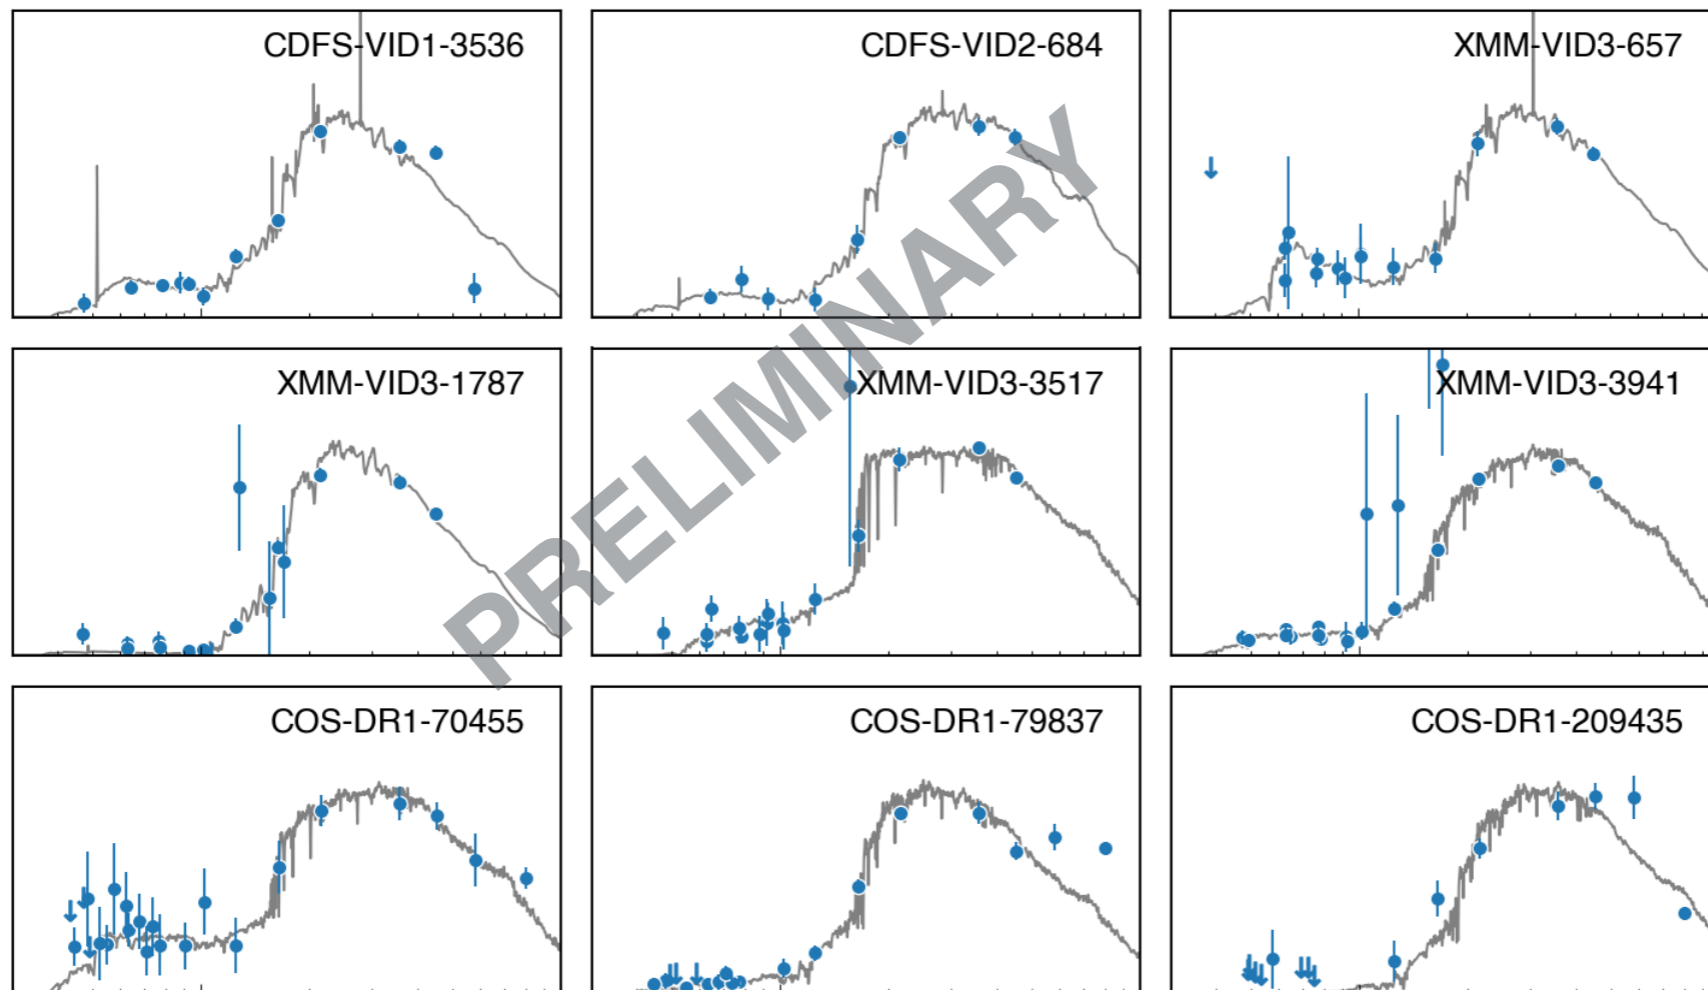 CDFS-VID1-3536
CDFS-VID2-684
XMM-VID3-657
XMM-VID3-1787
XMM-VID3-3517
XMM-VID3-3941
COS-DR1-70455
COS-DR1-79837
COS-DR1-209435
PRELIMINARY